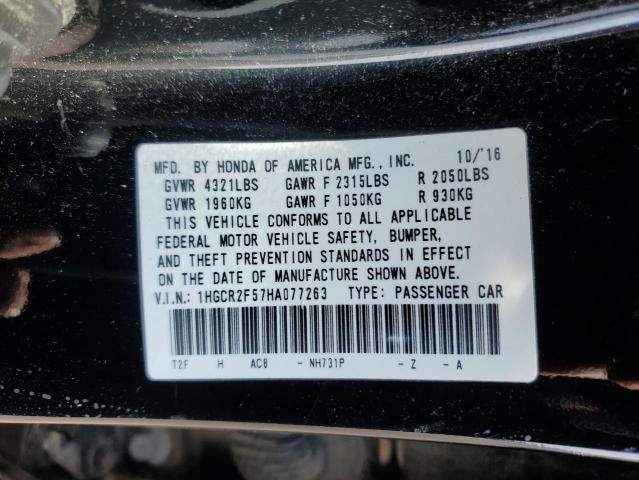 MFD. BY HONDA OF AMERICA MFG., INC. 10/'16
GVWR 4321LBS GAWR F 2315LBS R 2050LBS
GVWR 1960KG GAWR F 1050KG R 930KG
THIS VEHICLE CONFORMS TO ALL APPLICABLE
FEDERAL MOTOR VEHICLE SAFETY, BUMPER,
AND THEFT PREVENTION STANDARDS IN EFFECT
ON THE DATE OF MANUFACTURE SHOWN ABOVE.
V.I.N.: 1HGCR2F57HA077263 TYPE: PASSENGER CAR
T2F H AC8 - NH731P - Z - A